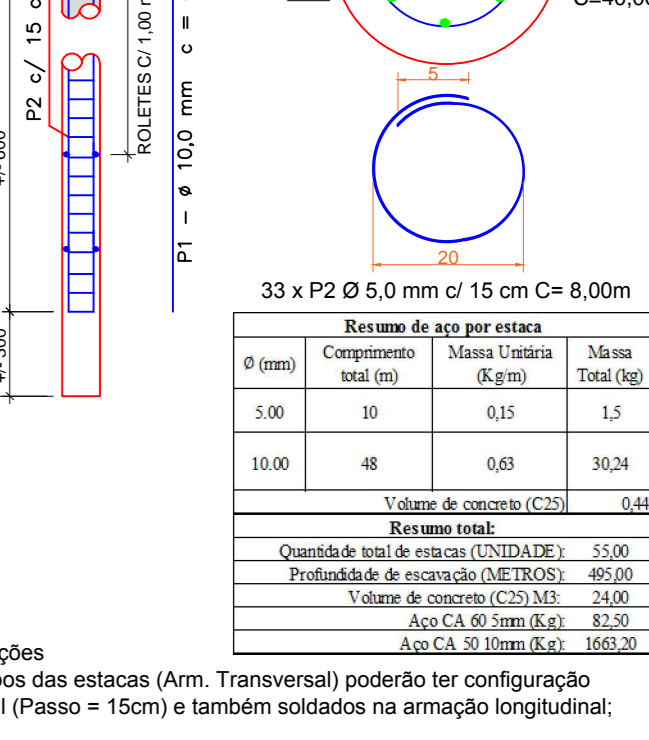 P2 c/ 15 c
ROLETES C/ 1,00
P1 – ø 10,0 mm c =
+/- 600
+/- 300
C=40,00
5
20
33 x P2 Ø 5,0 mm c/ 15 cm C= 8,00m
Resumo de aço por estaca
Ø (mm) Comprimento total (m) Massa Unitária (Kg/m) Massa Total (kg)
5.00 10 0,15 1,5
10.00 48 0,63 30,24
Volume de concreto (C25) 0,44
Resumo total:
Quantidade total de estacas (UNIDADE): 55,00
Profundidade de escavação (METROS): 495,00
Volume de concreto (C25) M3: 24,00
Aço CA 60 5mm (Kg): 82,50
Aço CA 50 10mm (Kg): 1663,20
ções
os das estacas (Arm. Transversal) poderão ter configuração
l (Passo = 15cm) e também soldados na armação longitudinal;